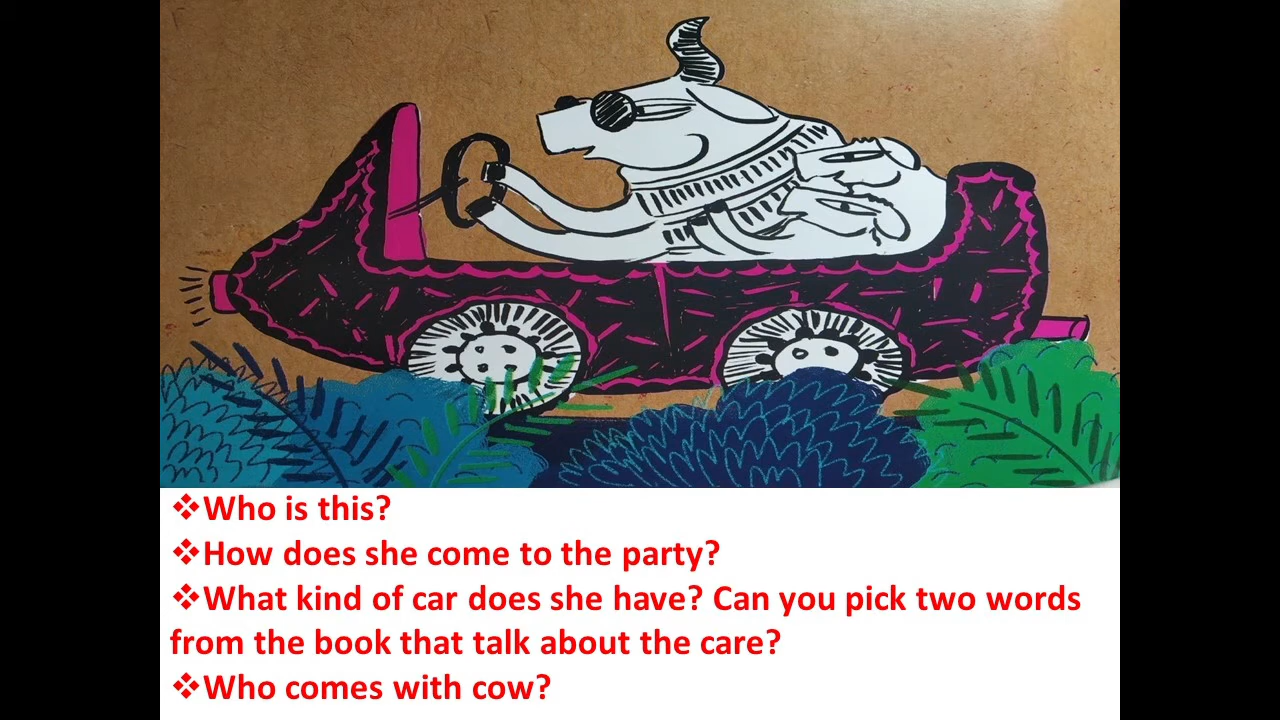 ❖Who is this?
❖How does she come to the party?
❖What kind of car does she have? Can you pick two words
from the book that talk about the care?
❖Who comes with cow?